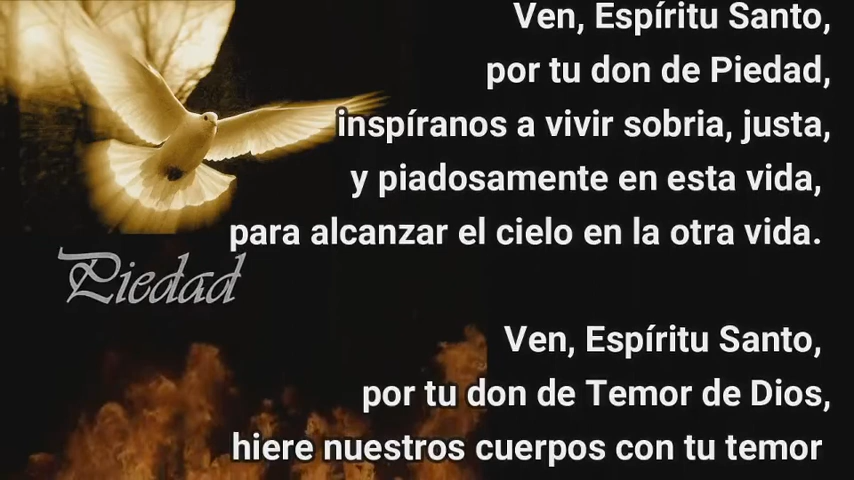 Ven, Espíritu Santo,
por tu don de Piedad,
inspíranos a vivir sobria, justa,
y piadosamente en esta vida,
para alcanzar el cielo en la otra vida.
Piedad
Ven, Espíritu Santo,
por tu don de Temor de Dios,
hiere nuestros cuerpos con tu temor